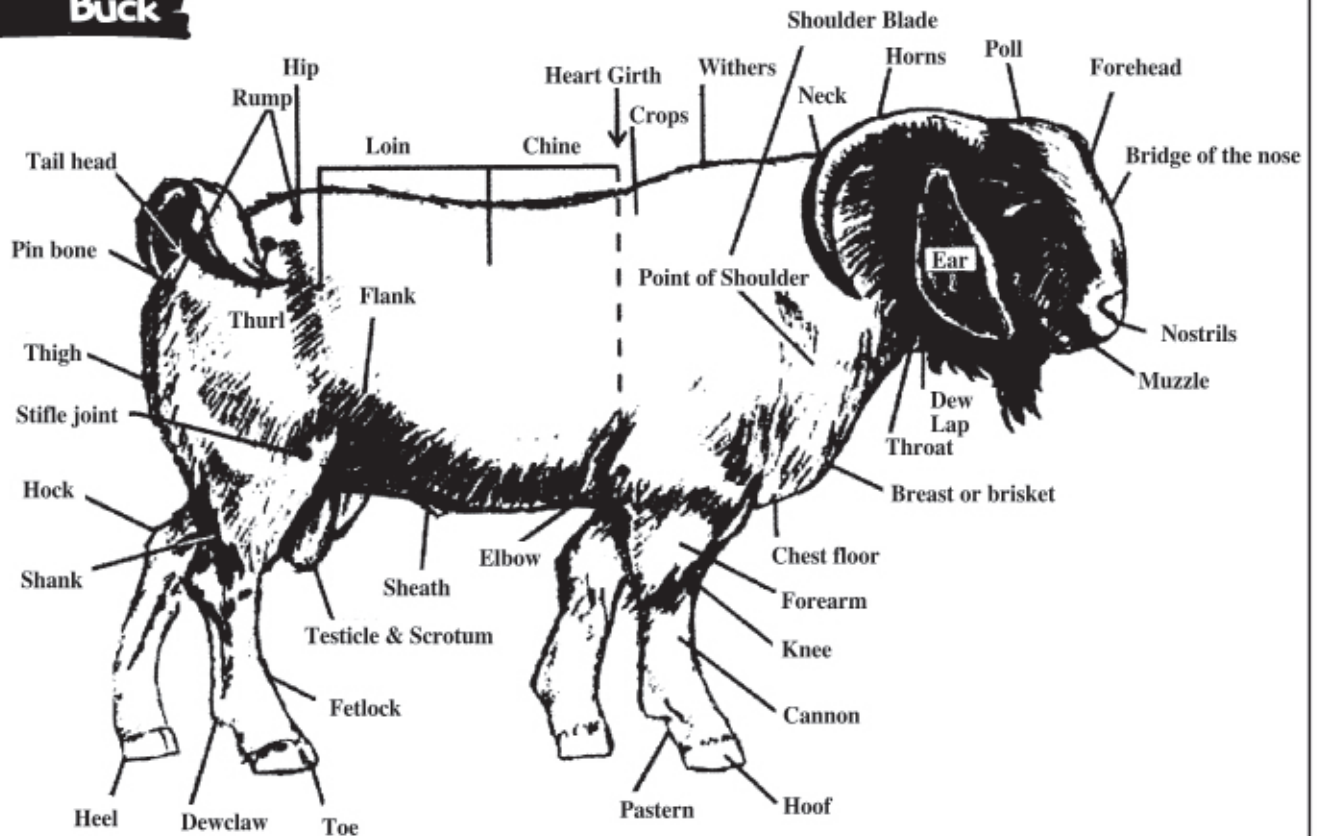 Buck
Shoulder Blade
Horns
Poll
Forehead
Hip
Heart Girth
Withers
Neck
Rump
Crops
Loin
Chine
Tail head
Bridge of the nose
Pin bone
Ear
Point of Shoulder
Flank
Thurl
Nostrils
Thigh
Muzzle
Stifle joint
Dew
Lap
Throat
Hock
Breast or brisket
Elbow
Chest floor
Shank
Sheath
Forearm
Testicle & Scrotum
Knee
Fetlock
Cannon
Heel
Dewclaw
Toe
Pastern
Hoof